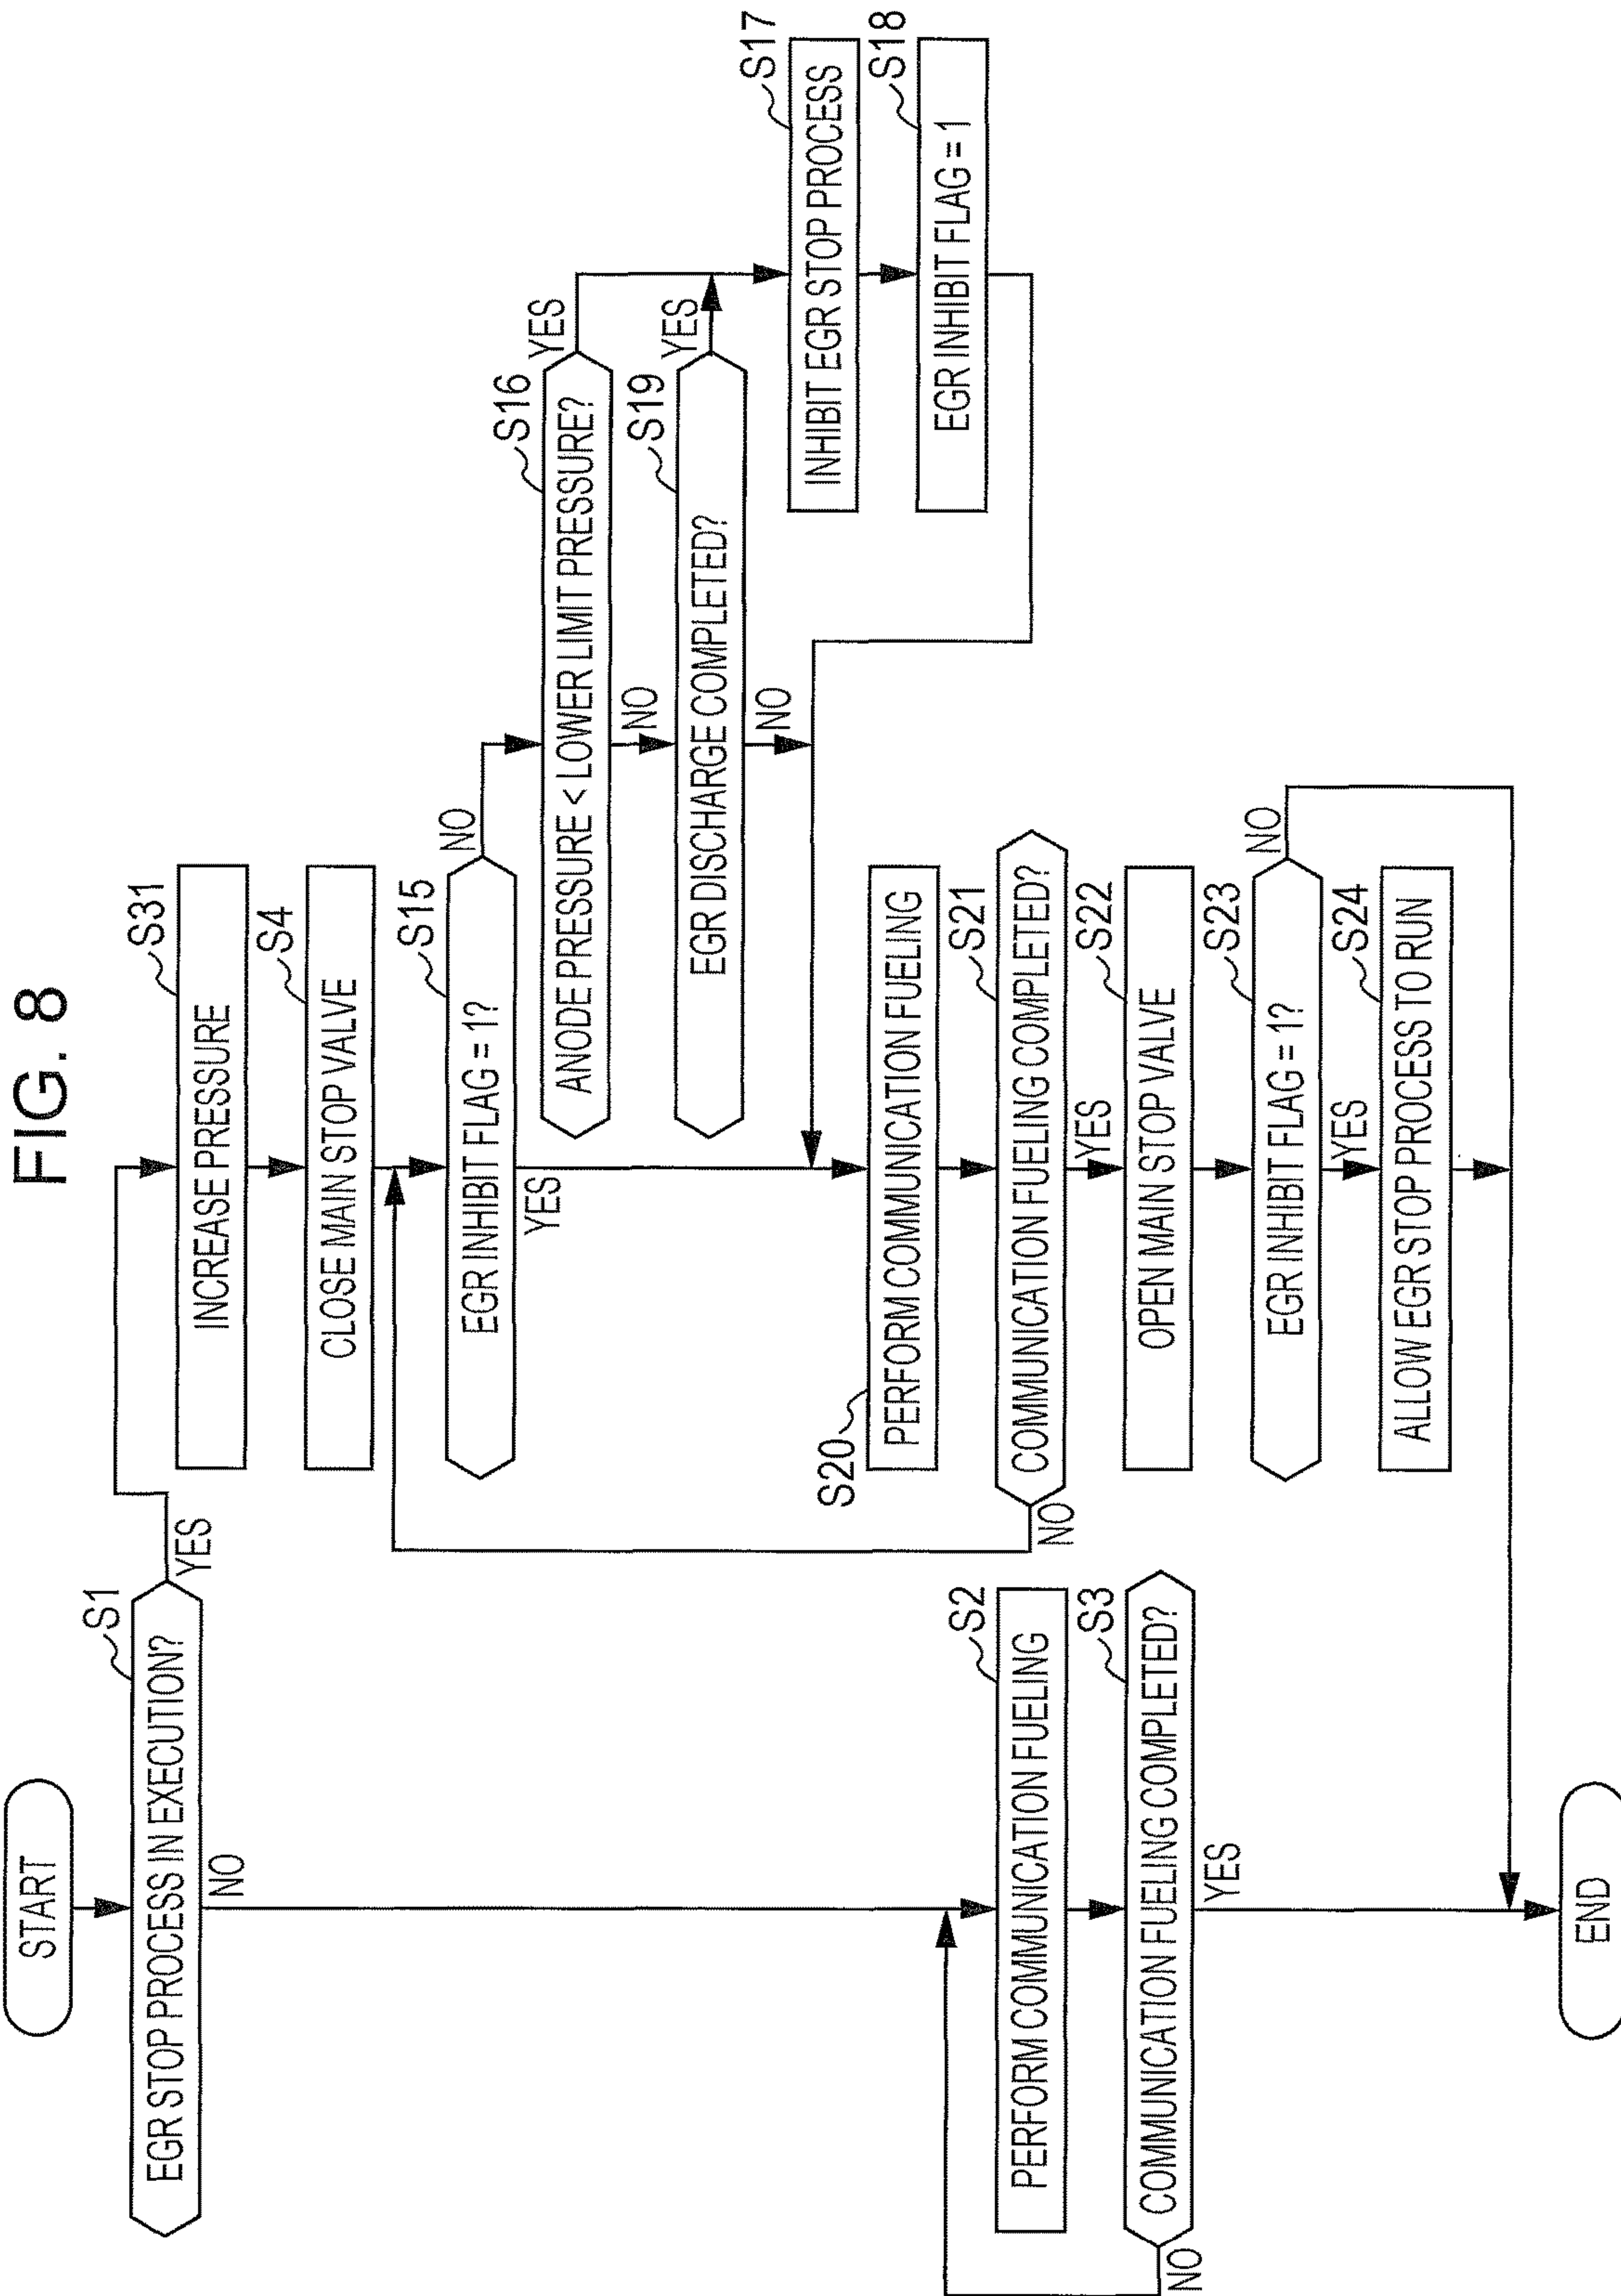 FIG. 8
START
S1
EGR STOP PROCESS IN EXECUTION?
YES
NO
S2
PERFORM COMMUNICATION FUELING
S3
COMMUNICATION FUELING COMPLETED?
NO
YES
END
S31
INCREASE PRESSURE
S4
CLOSE MAIN STOP VALVE
S15
EGR INHIBIT FLAG = 1?
NO
YES
S16
ANODE PRESSURE < LOWER LIMIT PRESSURE?
YES
NO
S19
EGR DISCHARGE COMPLETED?
YES
NO
S17
INHIBIT EGR STOP PROCESS
S18
EGR INHIBIT FLAG = 1
S20
PERFORM COMMUNICATION FUELING
S21
COMMUNICATION FUELING COMPLETED?
NO
YES
S22
OPEN MAIN STOP VALVE
S23
EGR INHIBIT FLAG = 1?
NO
YES
S24
ALLOW EGR STOP PROCESS TO RUN